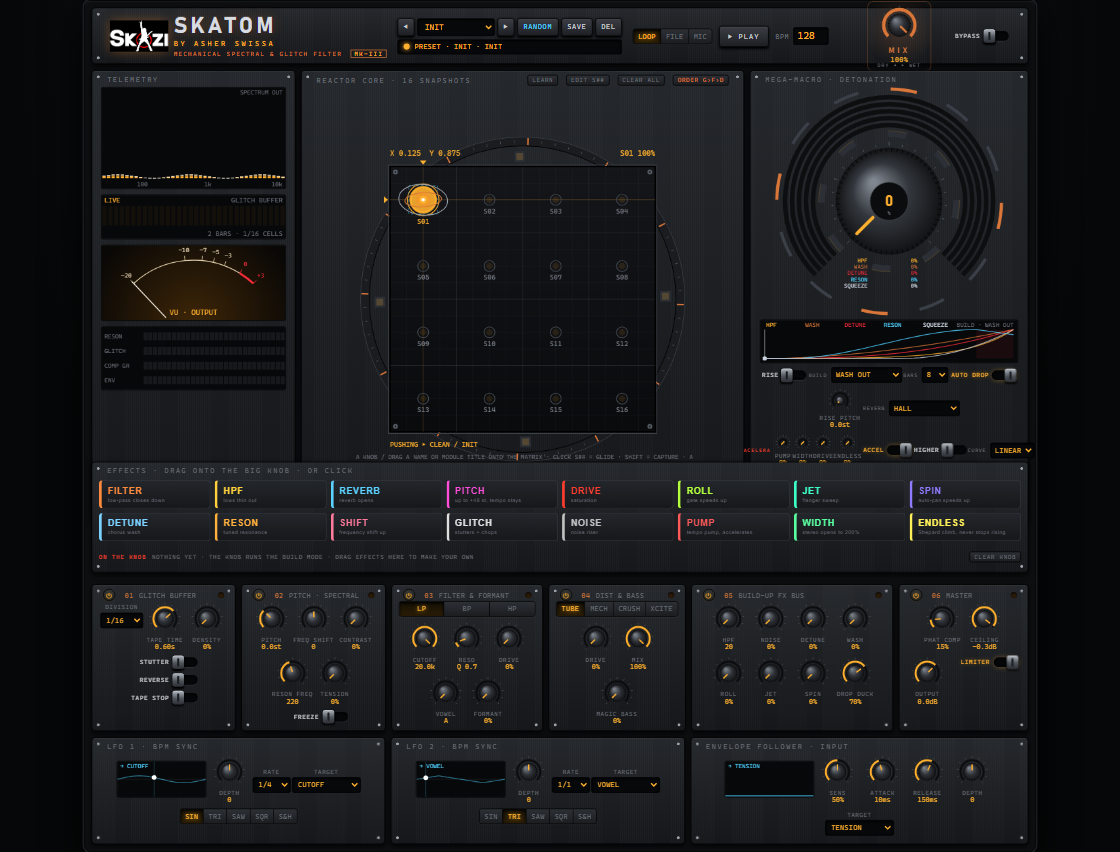 SKAZI
SKATOM
BY ASHER SWISSA
MECHANICAL SPECTRAL & GLITCH FILTER MK-III
◄ INIT ► RANDOM SAVE DEL
PRESET · INIT · INIT
LOOP FILE MIC
► PLAY
BPM 128
MIX
100%
BYPASS
TELEMETRY
SPECTRUM OUT
100 1k 10k
LIVE GLITCH BUFFER
2 BARS · 1/16 CELLS
-20 -10 -7 -5 -3 0 +3
VU · OUTPUT
RESON
GLITCH
COMP GR
ENV
REACTOR CORE · 16 SNAPSHOTS
LEARN EDIT S## CLEAR ALL ORDER G›F›D
X 0.125 Y 0.875 S01 100%
S01 S02 S03 S04
S05 S06 S07 S08
S09 S10 S11 S12
S13 S14 S15 S16
PUSHING ► CLEAN / INIT
A KNOB / DRAG A NAME OR MODULE TITLE ONTO THE MATRIX · CLICK S## = GLIDE · SHIFT = CAPTURE · A
MEGA-MACRO · DETONATION
0
%
HPF 0%
WASH 0%
DETUNE 0%
RESON 0%
SQUEEZE 0%
HPF WASH DETUNE RESON SQUEEZE BUILD · WASH OUT
RISE BUILD WASH OUT BARS 8 AUTO DROP
RISE PITCH
0.0st
REVERB HALL
ACCEL HIGHER CURVE LINEAR
PUMP WIDTH DRIVE ENDLESS
EFFECTS · DRAG ONTO THE BIG KNOB · OR CLICK
FILTER
low-pass closes down
HPF
lows thin out
REVERB
reverb opens
PITCH
up to +48 st, tempo stays
DRIVE
saturation
ROLL
gate speeds up
JET
flanger sweep
SPIN
auto-pan speeds up
DETUNE
chorus wash
RESON
tuned resonance
SHIFT
frequency shift up
GLITCH
stutters + chops
NOISE
noise riser
PUMP
tempo pump, accelerates
WIDTH
stereo opens to 200%
ENDLESS
Shepard climb, never stops rising
ON THE KNOB NOTHING YET · THE KNOB RUNS THE BUILD MODE · DRAG EFFECTS HERE TO MAKE YOUR OWN
CLEAR KNOB
01 GLITCH BUFFER
DIVISION
1/16
TAPE TIME DENSITY
0.60s 0%
STUTTER
REVERSE
TAPE STOP
02 PITCH · SPECTRAL
PITCH FREQ SHIFT CONTRAST
0.0st 0 0%
RESON FREQ TENSION
220 0%
FREEZE
03 FILTER & FORMANT
LP BP HP
CUTOFF RESO DRIVE
20.0k Q 0.7 0%
VOWEL FORMANT
A 0%
04 DIST & BASS
TUBE MECH CRUSH XCITE
DRIVE MIX
0% 100%
MAGIC BASS
0%
05 BUILD-UP FX BUS
HPF NOISE DETUNE WASH
20 0% 0% 0%
ROLL JET SPIN DROP DUCK
0% 0% 0% 70%
06 MASTER
PHAT COMP CEILING
15% -0.3dB
LIMITER
OUTPUT
0.0dB
LFO 1 · BPM SYNC
→ CUTOFF
DEPTH
0
RATE TARGET
1/4 CUTOFF
SIN TRI SAW SQR S&H
LFO 2 · BPM SYNC
→ VOWEL
DEPTH
0
RATE TARGET
1/1 VOWEL
SIN TRI SAW SQR S&H
ENVELOPE FOLLOWER · INPUT
→ TENSION
SENS ATTACK RELEASE DEPTH
50% 10ms 150ms 0
TARGET
TENSION